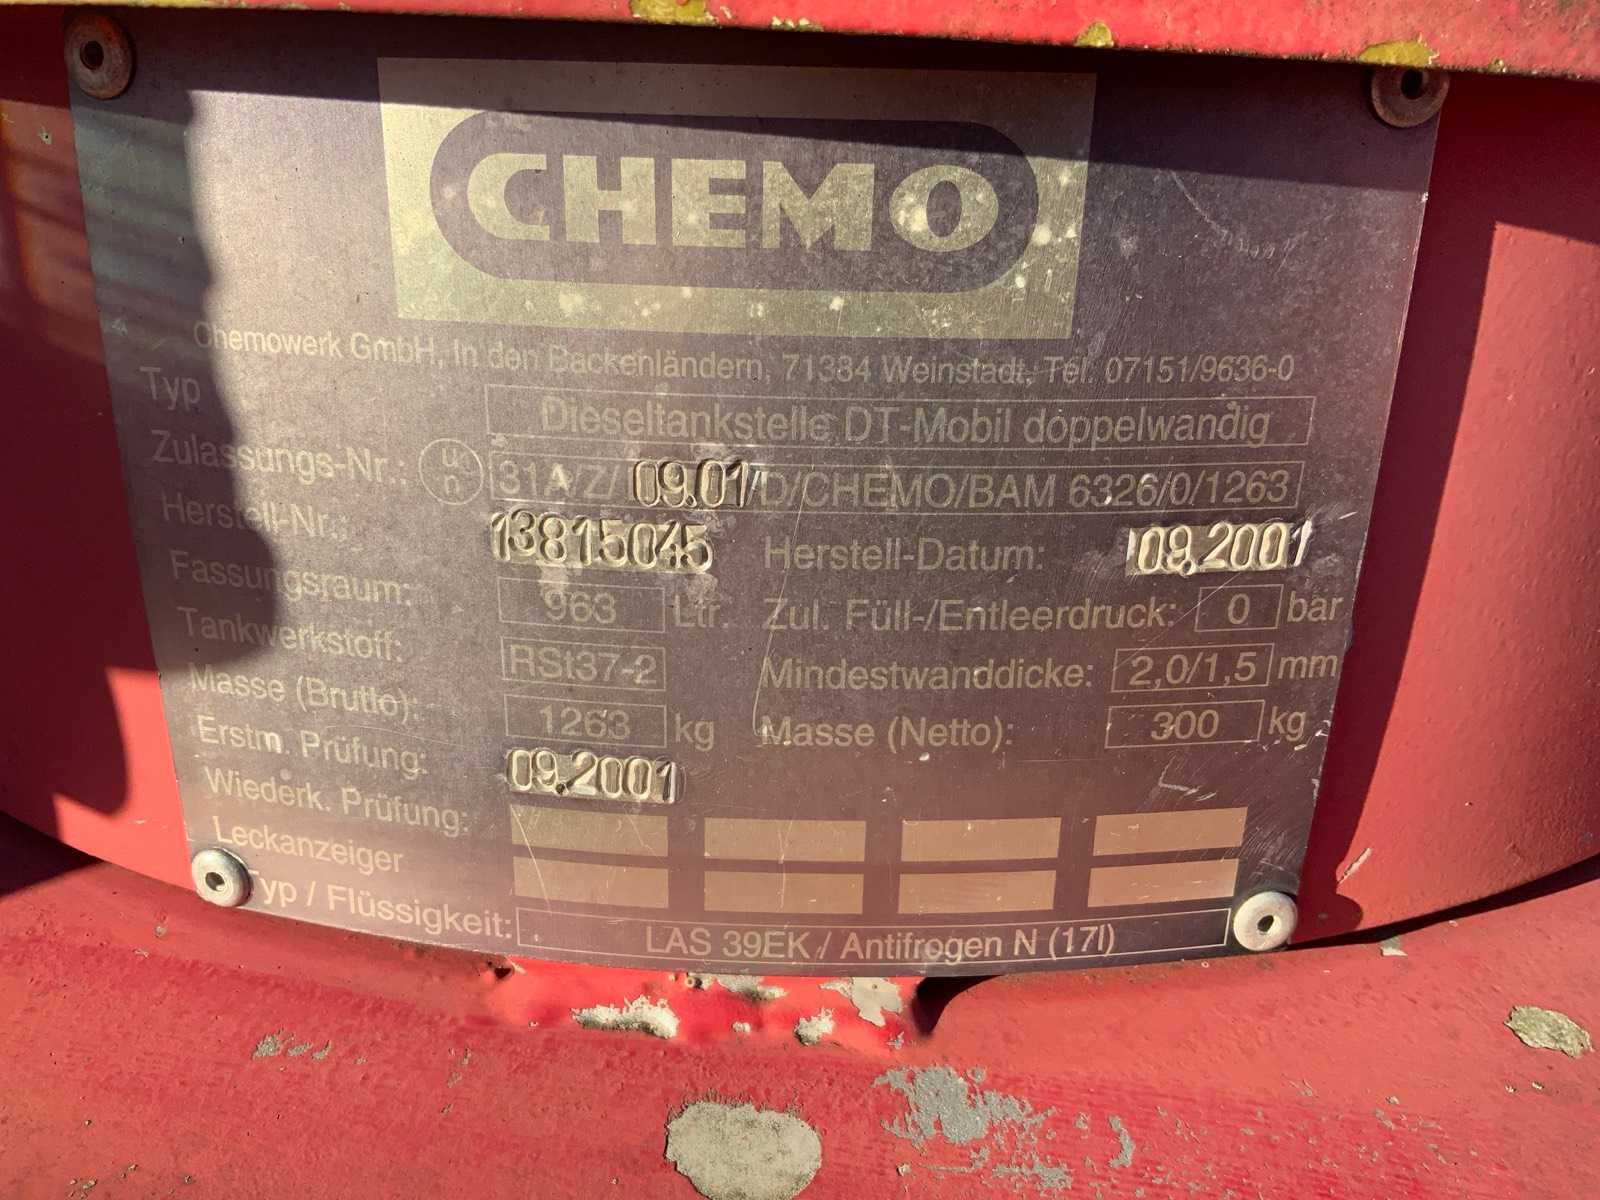 CHEMO
Chemowerk GmbH, In den Backenländern, 71384 Weinstadt, Tel. 07151/9636-0
Typ Dieseltankstelle DT-Mobil doppelwandig
Zulassungs-Nr.: u n 31A/Z/ 09.01 /D/CHEMO/BAM 6326/0/1263
Herstell-Nr.: 13815045 Herstell-Datum: 09.2001
Fassungsraum: 963 Ltr. Zul. Füll-/Entleerdruck: 0 bar
Tankwerkstoff: RSt37-2 Mindestwanddicke: 2,0/1,5 mm
Masse (Brutto): 1263 kg Masse (Netto): 300 kg
Erstm. Prüfung: 09.2001
Wiederk. Prüfung:
Leckanzeiger
Typ / Flüssigkeit: LAS 39EK / Antifrogen N (17l)